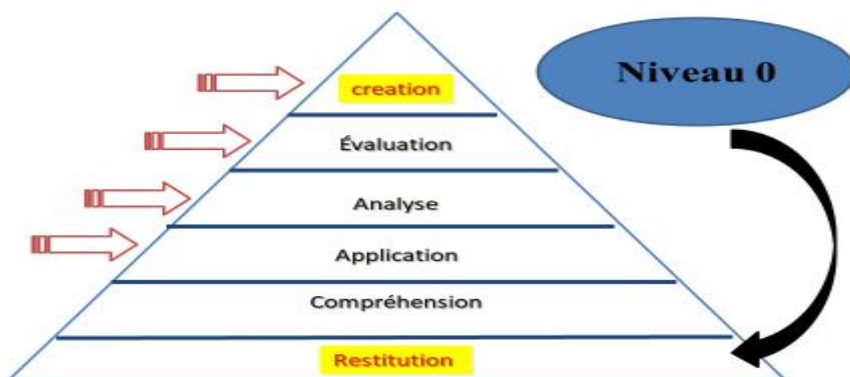 Niveau 0
creation
Évaluation
Analyse
Application
Compréhension
Restitution